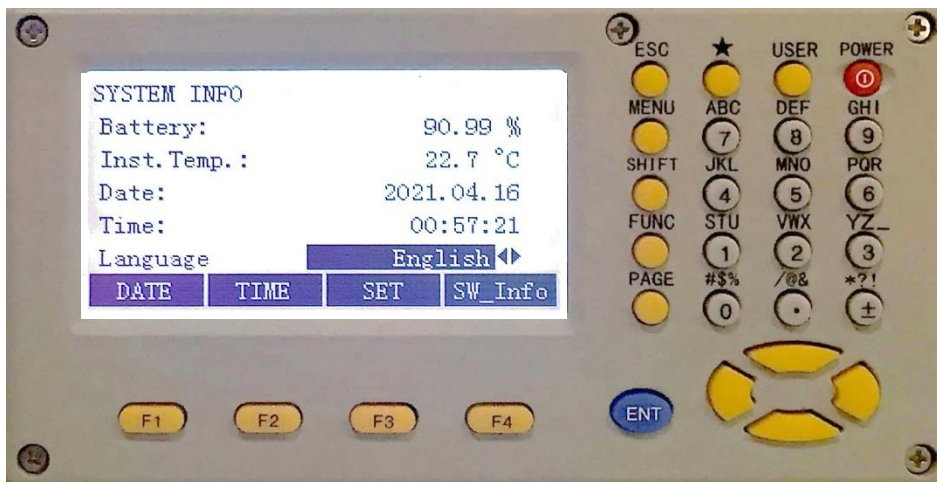 SYSTEM INFO
Battery: 90.99 %
Inst.Temp.: 22.7 °C
Date: 2021.04.16
Time: 00:57:21
Language English
DATE TIME SET SW_Info
F1 F2 F3 F4
ESC ★ USER POWER
MENU ABC DEF GHI
7 8 9
SHIFT JKL MNO PQR
4 5 6
FUNC STU VWX YZ_
1 2 3
PAGE #$% /@& *?!
0 . ±
ENT